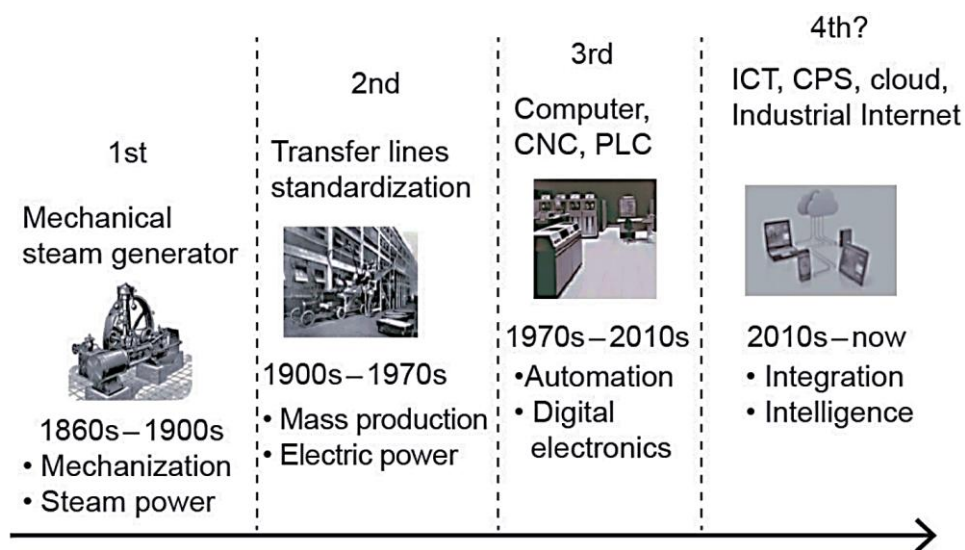 1st
Mechanical
steam generator
1860s–1900s
• Mechanization
• Steam power
2nd
Transfer lines
standardization
1900s–1970s
• Mass production
• Electric power
3rd
Computer,
CNC, PLC
1970s–2010s
•Automation
• Digital
electronics
4th?
ICT, CPS, cloud,
Industrial Internet
2010s–now
• Integration
• Intelligence